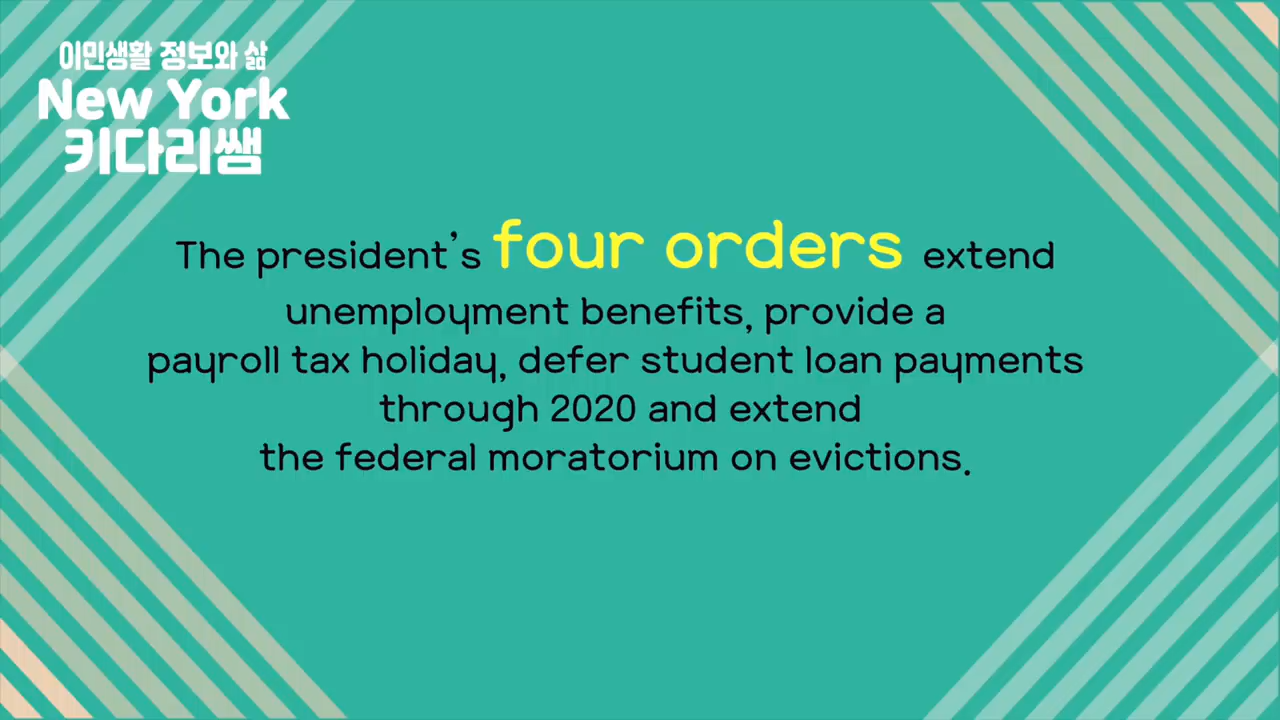 이민생활 정보와 삶
New York
키다리쌤
The president's four orders extend
unemployment benefits, provide a
payroll tax holiday, defer student loan payments
through 2020 and extend
the federal moratorium on evictions.